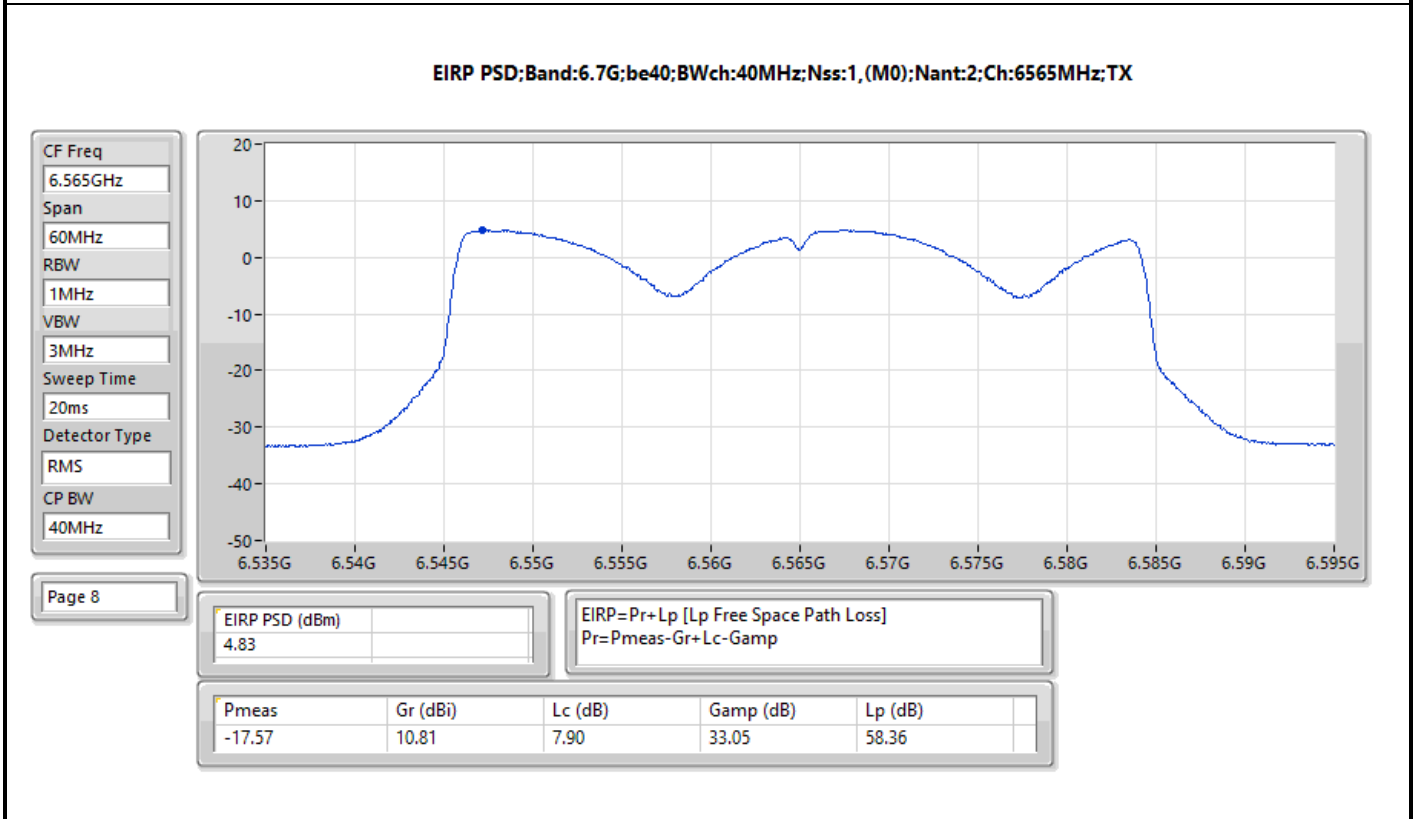 EIRP PSD;Band:6.7G;be40;BWch:40MHz;Nss:1,(M0);Nant:2;Ch:6565MHz;TX
CF Freq
6.565GHz
Span
60MHz
RBW
1MHz
VBW
3MHz
Sweep Time
20ms
Detector Type
RMS
CP BW
40MHz
Page 8
20
10
0
-10
-20
-30
-40
-50
6.535G 6.54G 6.545G 6.55G 6.555G 6.56G 6.565G 6.57G 6.575G 6.58G 6.585G 6.59G 6.595G
EIRP PSD (dBm)
4.83
EIRP=Pr+Lp [Lp Free Space Path Loss]
Pr=Pmeas-Gr+Lc-Gamp
Pmeas Gr (dBi) Lc (dB) Gamp (dB) Lp (dB)
-17.57 10.81 7.90 33.05 58.36